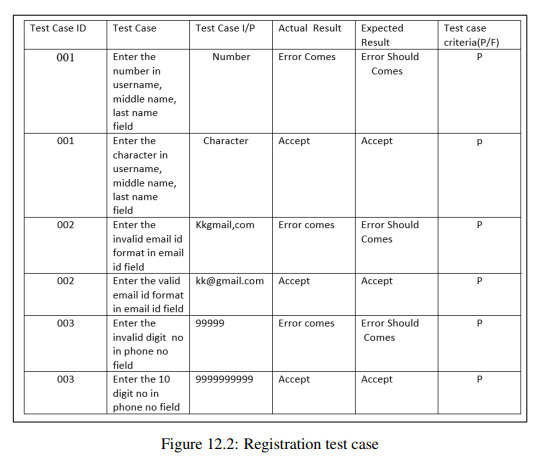 Test Case ID Test Case Test Case I/P Actual Result Expected Result Test case criteria(P/F)
001 Enter the number in username, middle name, last name field Number Error Comes Error Should Comes P
001 Enter the character in username, middle name, last name field Character Accept Accept p
002 Enter the invalid email id format in email id field Kkgmail,com Error comes Error Should Comes P
002 Enter the valid email id format in email id field kk@gmail.com Accept Accept P
003 Enter the invalid digit no in phone no field 99999 Error comes Error Should Comes P
003 Enter the 10 digit no in phone no field 9999999999 Accept Accept P
Figure 12.2: Registration test case